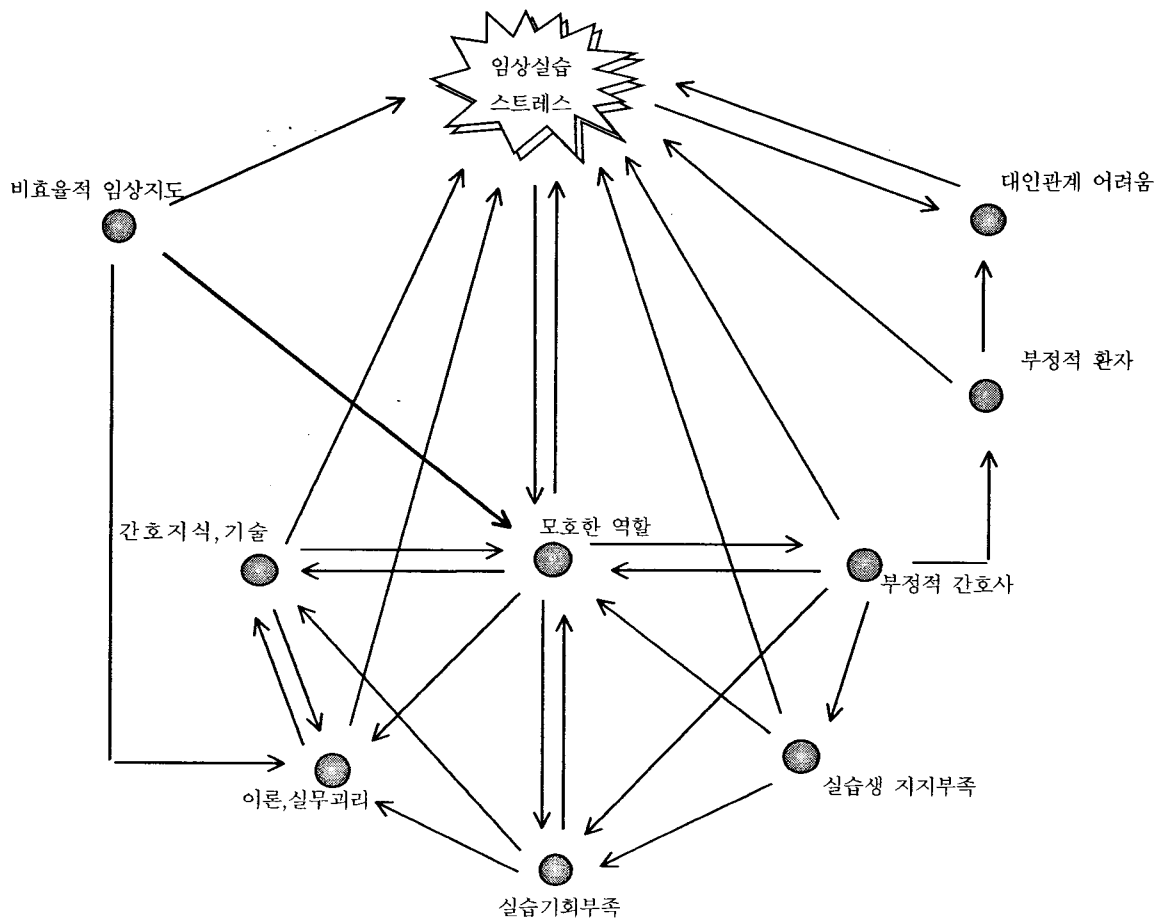 임상실습
스트레스
비효율적 임상지도
대인관계 어려움
부정적 환자
간호지식,기술
모호한 역할
부정적 간호사
이론,실무괴리
실습생 지지부족
실습기회부족